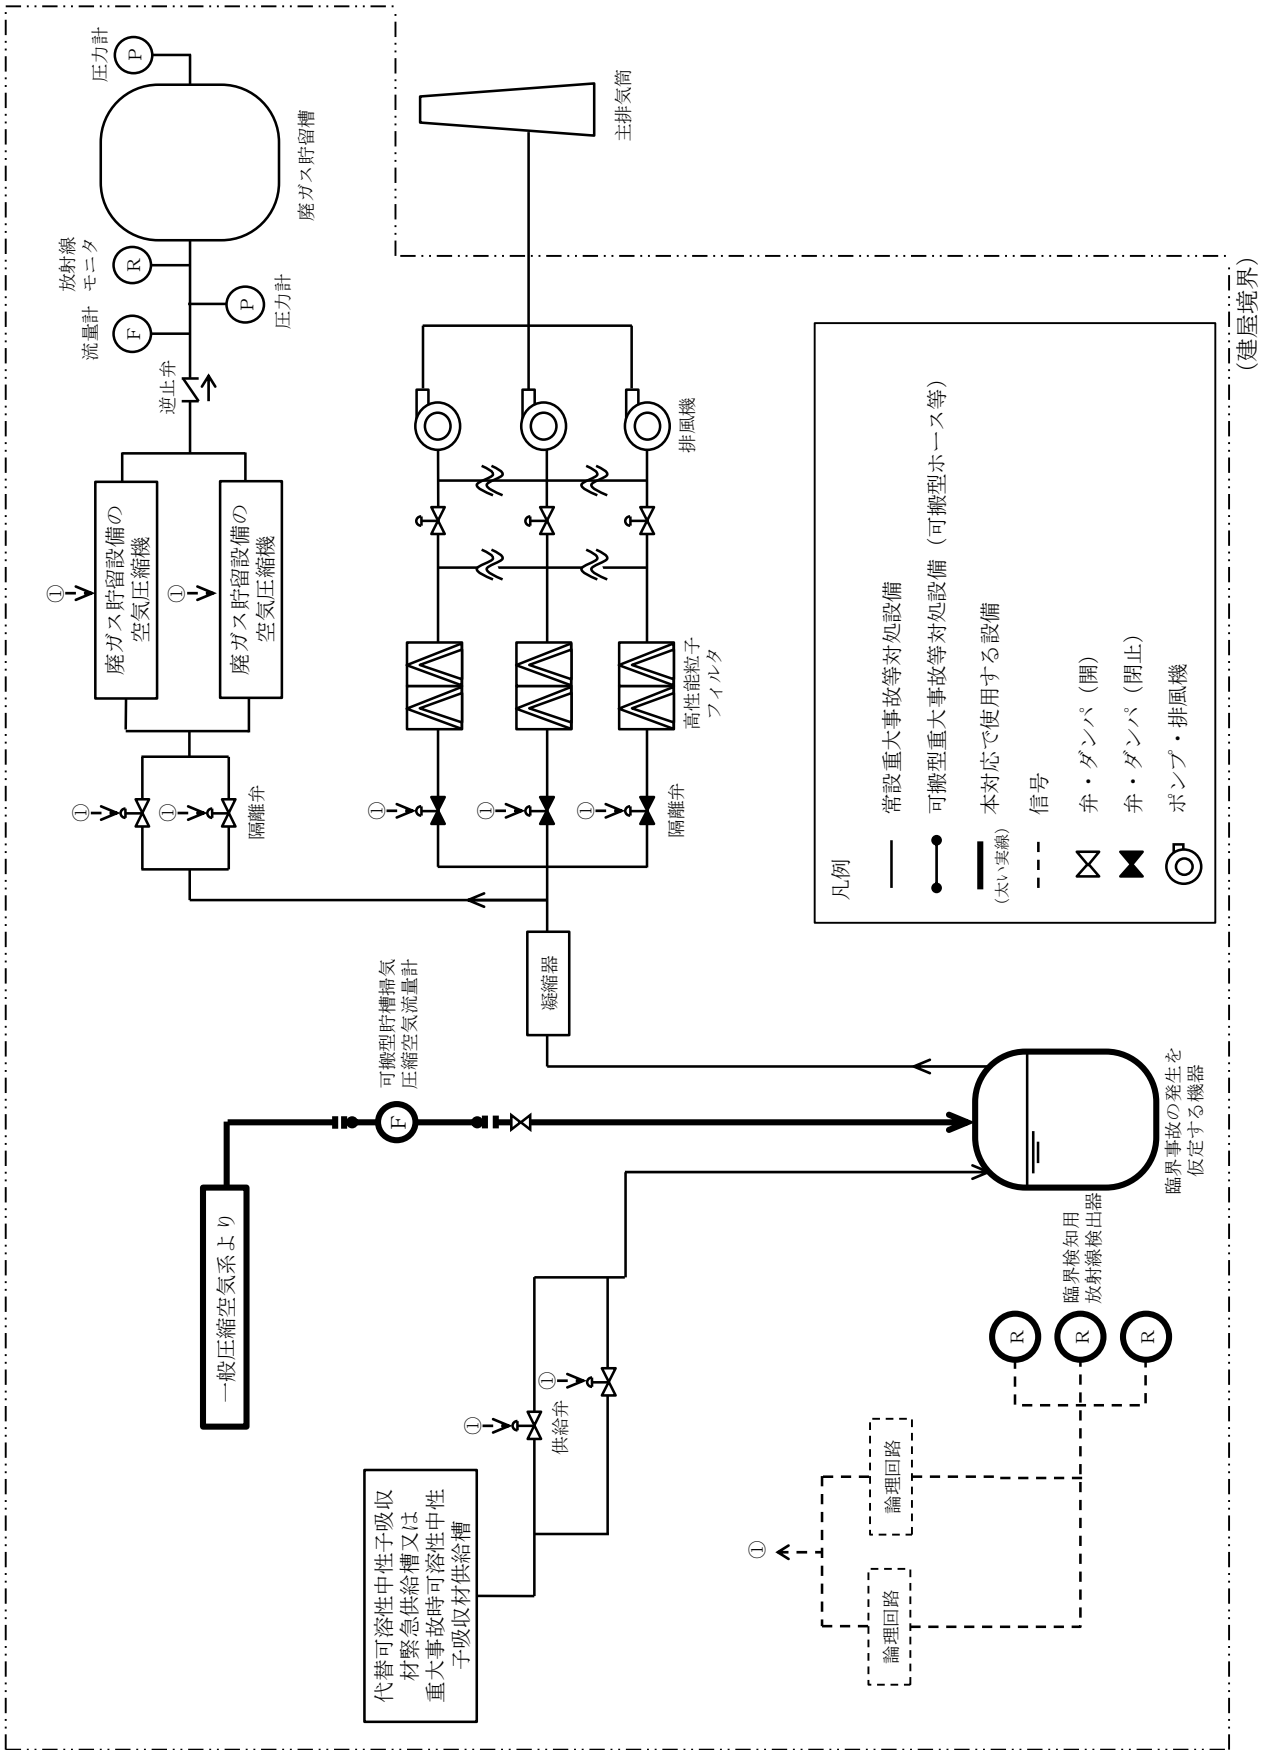 代替可溶性中性子吸収
材緊急供給槽又は
重大事故時可溶性中性
子吸収材供給槽
①
供給弁
①
一般圧縮空気系より
可搬型貯槽掃気
圧縮空気流量計
F
①
論理回路
論理回路
臨界検知用
放射線検出器
R
R
R
臨界事故の発生を
仮定する機器
凝縮器
①
①
隔離弁
①
廃ガス貯留設備の
空気圧縮機
①
廃ガス貯留設備の
空気圧縮機
逆止弁
流量計
F
放射線
モニタ
R
P
圧力計
圧力計
P
廃ガス貯留槽
①
①
①
隔離弁
高性能粒子
フィルタ
排風機
主排気筒
凡例
常設重大事故等対処設備
可搬型重大事故等対処設備（可搬型ホース等）
本対応で使用する設備
(太い実線)
信号
弁・ダンパ（開）
弁・ダンパ（閉止）
ポンプ・排風機
(建屋境界)